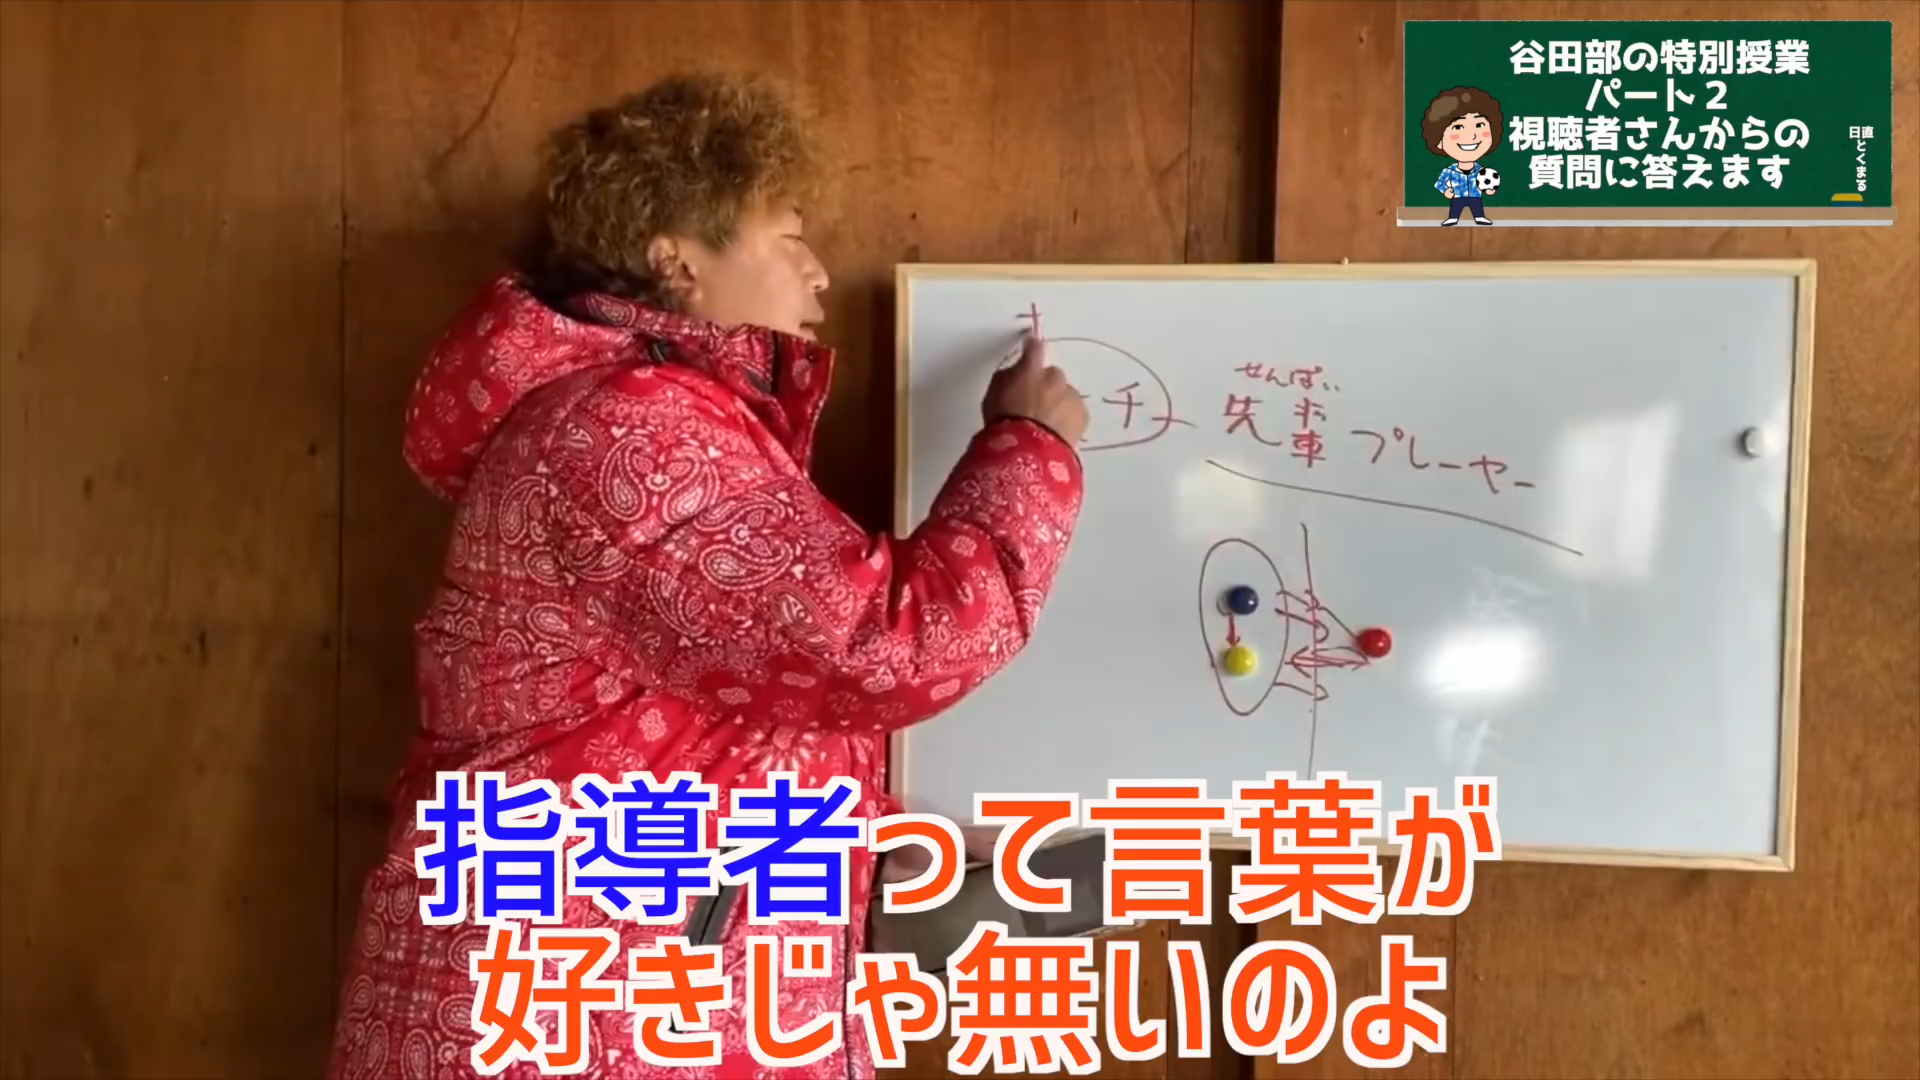 谷田部の特別授業
パート2
視聴者さんからの
質問に答えます
日直
とくまる
チ
せんぱい
先輩 プレーヤー
指導者って言葉が
好きじゃ無いのよ